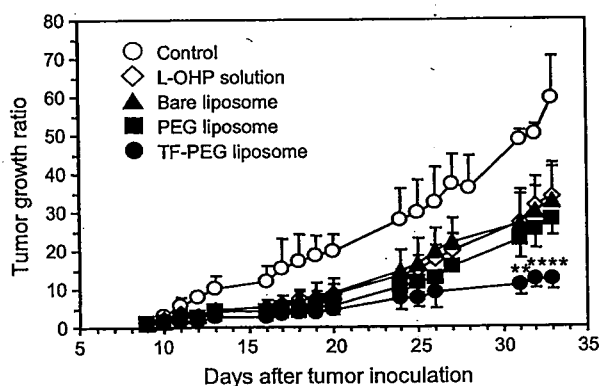 80
70
60
50
40
30
20
10
0
Tumor growth ratio
Control
L-OHP solution
Bare liposome
PEG liposome
TF-PEG liposome
** ****
5 10 15 20 25 30 35
Days after tumor inoculation